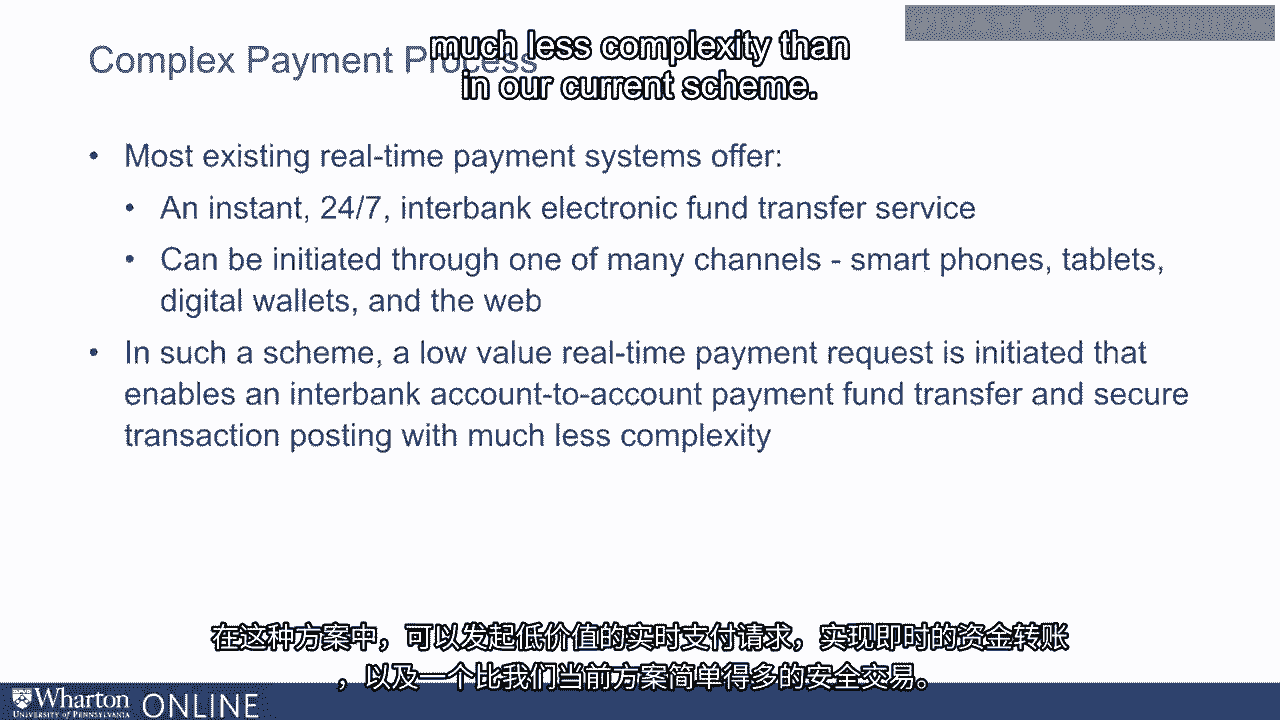 much less complexity than
in our current scheme.
Complex Payment Process
• Most existing real-time payment systems offer:
• An instant, 24/7, interbank electronic fund transfer service
• Can be initiated through one of many channels - smart phones, tablets,
digital wallets, and the web
• In such a scheme, a low value real-time payment request is initiated that
enables an interbank account-to-account payment fund transfer and secure
transaction posting with much less complexity
在这种方案中，可以发起低价值的实时支付请求，实现即时的资金转账
，以及一个比我们当前方案简单得多的安全交易。
Wharton ONLINE
UNIVERSITY of PENNSYLVANIA